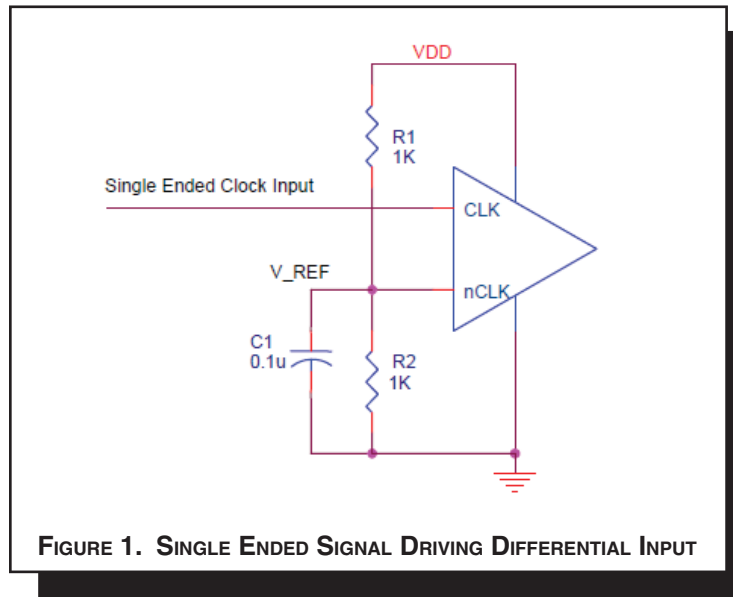 VDD
R1
1K
Single Ended Clock Input
CLK
V_REF
nCLK
C1
0.1u
R2
1K
FIGURE 1. SINGLE ENDED SIGNAL DRIVING DIFFERENTIAL INPUT